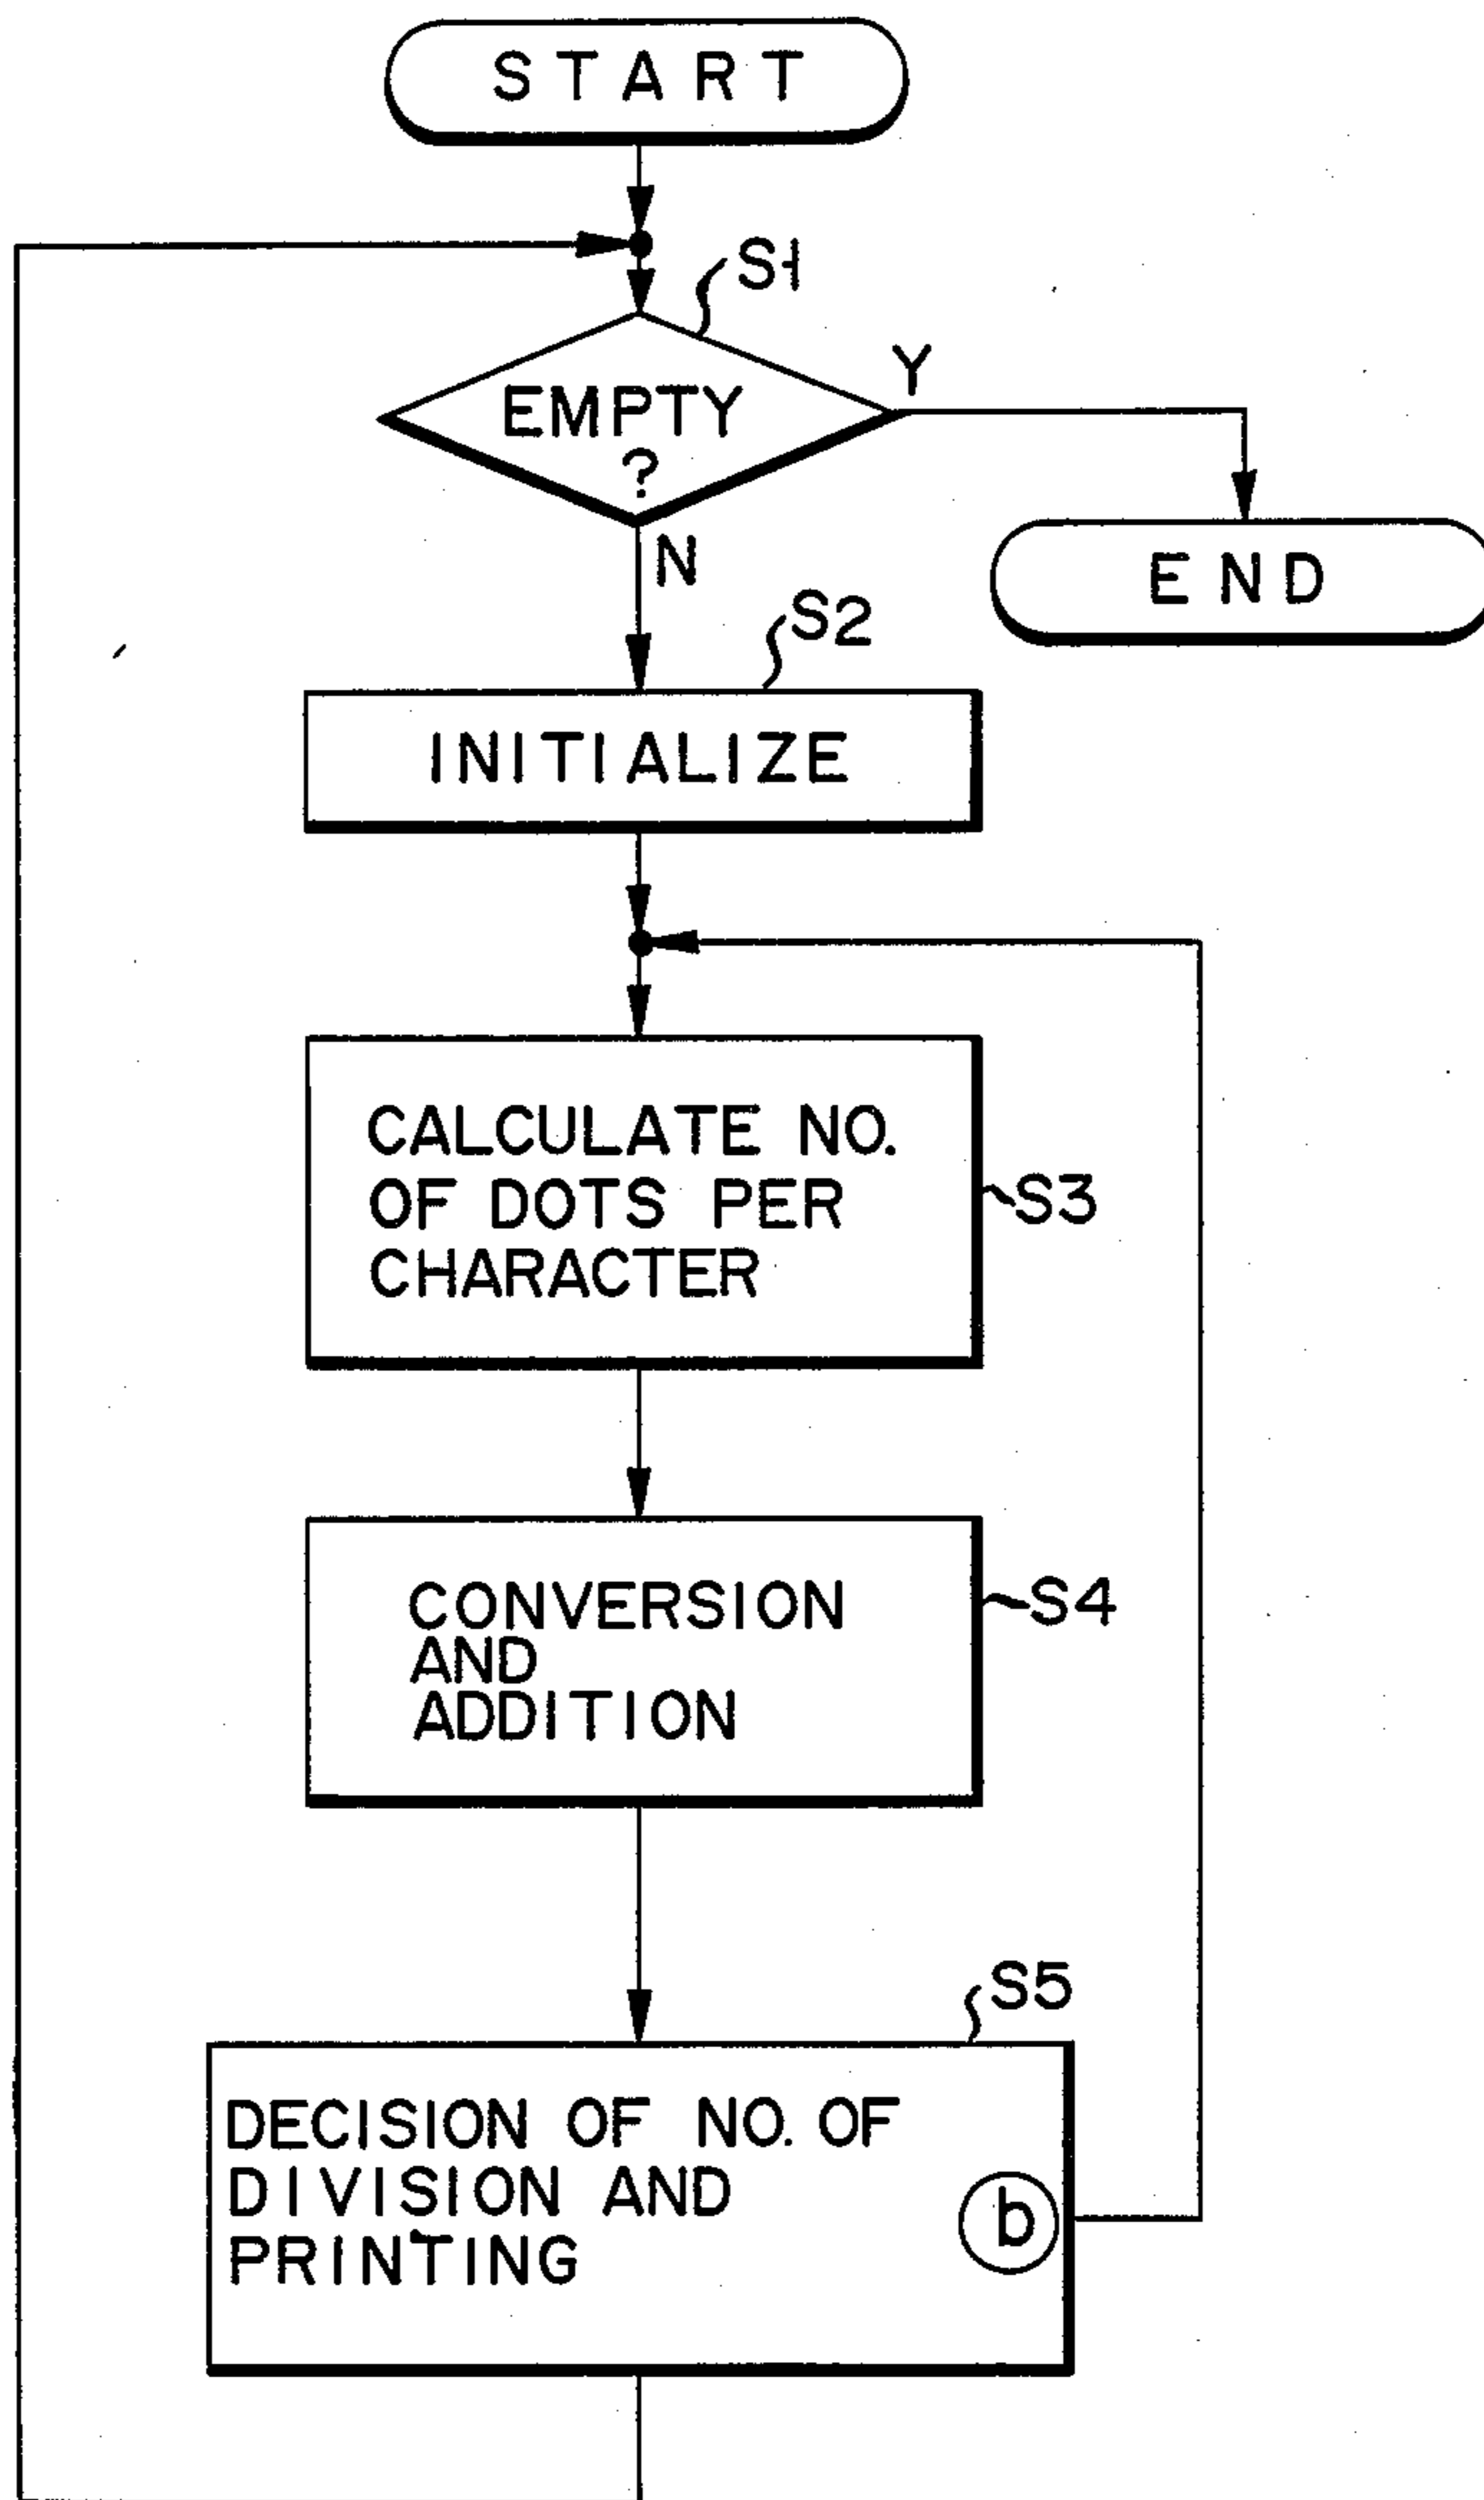 START
S1
EMPTY
?
Y
N
END
S2
INITIALIZE
CALCULATE NO.
OF DOTS PER
CHARACTER
S3
CONVERSION
AND
ADDITION
S4
S5
DECISION OF NO. OF
DIVISION AND
PRINTING
b